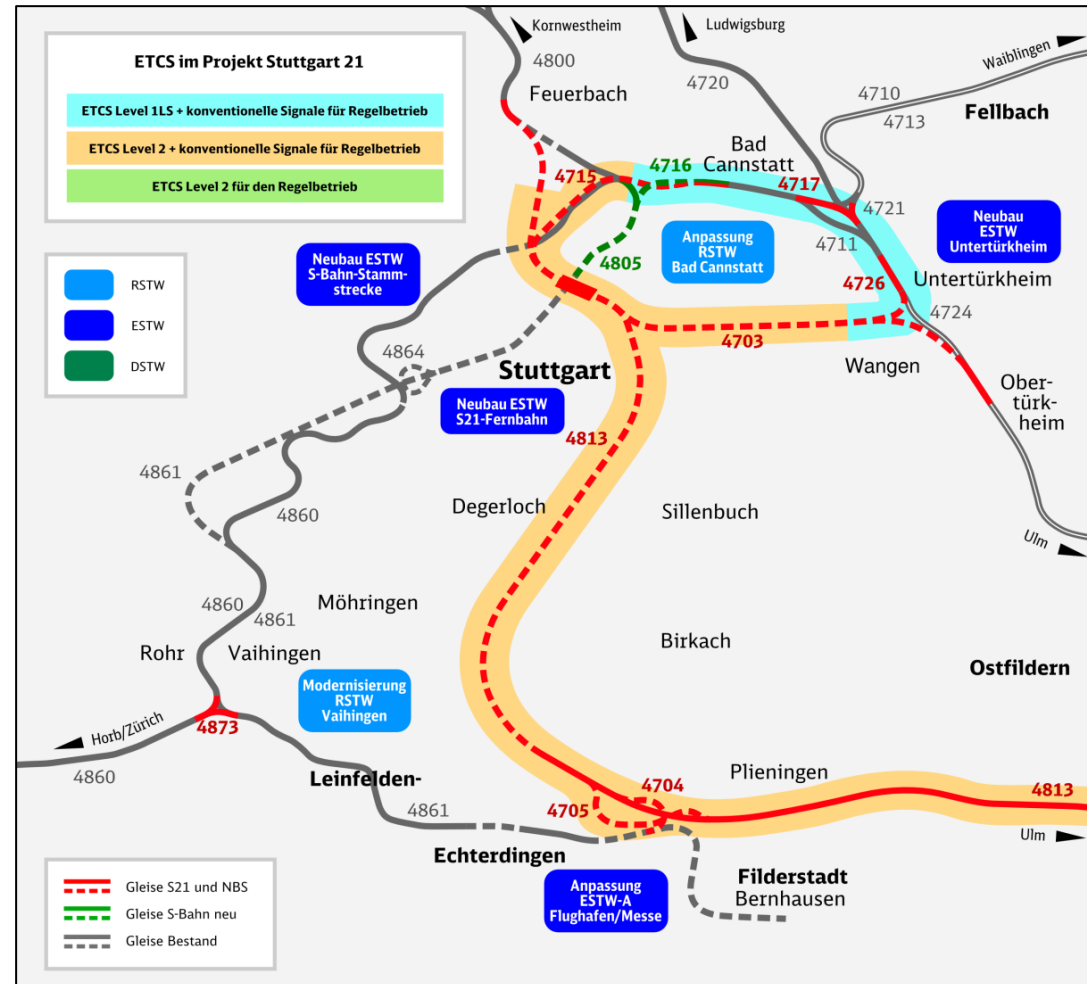 ETCS im Projekt Stuttgart 21
ETCS Level 1LS + konventionelle Signale für Regelbetrieb
ETCS Level 2 + konventionelle Signale für Regelbetrieb
ETCS Level 2 für den Regelbetrieb
RSTW
ESTW
DSTW
Kornwestheim
4800
Feuerbach
Ludwigsburg
4720
Waiblingen
4710
4713
Fellbach
Bad
Cannstatt
4715
4716
4717
4721
4711
Neubau
ESTW
Untertürkheim
Anpassung
RSTW
Bad Cannstatt
Neubau ESTW
S-Bahn-Stamm-
strecke
4805
4726
Untertürkheim
4724
4703
Wangen
4864
Stuttgart
Neubau ESTW
S21-Fernbahn
Ober-
türk-
heim
4813
4861
4860
Degerloch
Sillenbuch
Ulm
4860
4861
Möhringen
Birkach
Rohr
Vaihingen
Ostfildern
Modernisierung
RSTW
Vaihingen
4873
Horb/Zürich
4860
Leinfelden-
4861
Echterdingen
4704
4705
Plieningen
4813
Ulm
Anpassung
ESTW-A
Flughafen/Messe
Filderstadt
Bernhausen
Gleise S21 und NBS
Gleise S-Bahn neu
Gleise Bestand